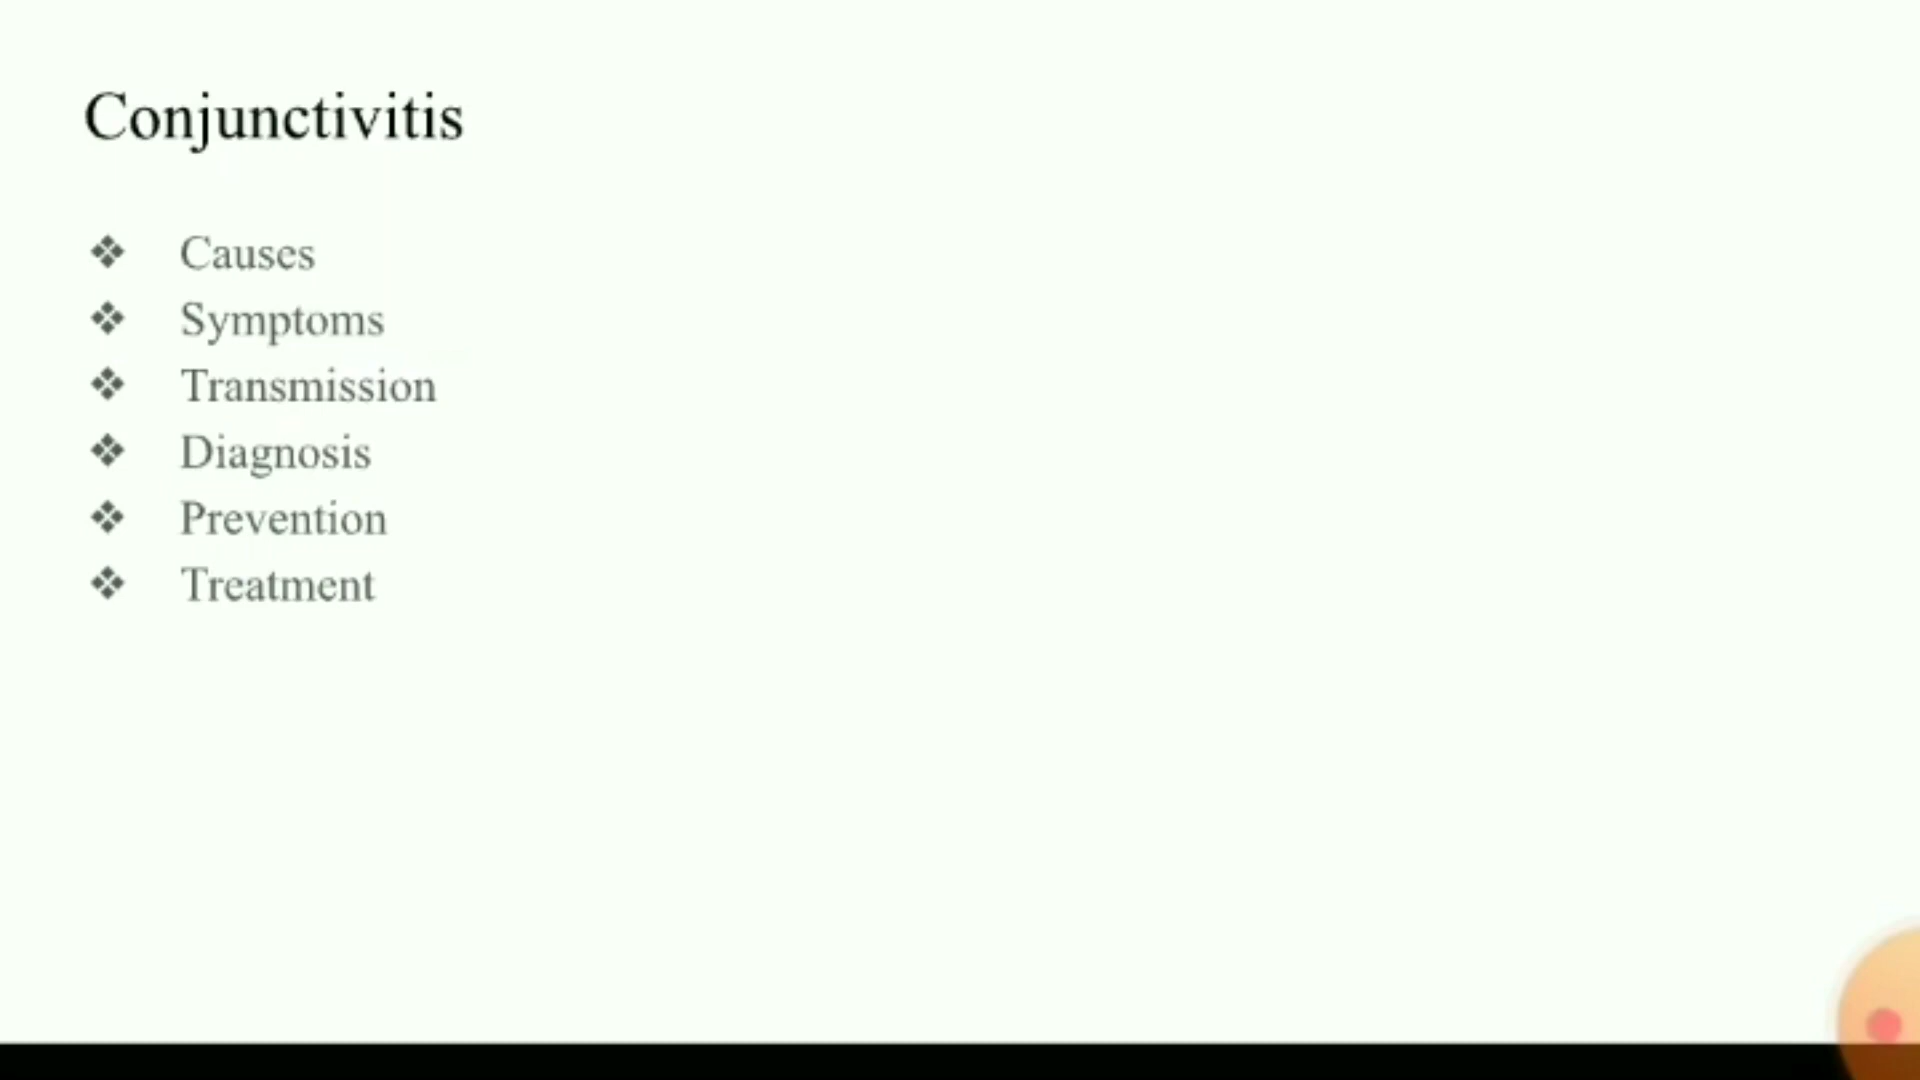 Conjunctivitis
❖ Causes
❖ Symptoms
❖ Transmission
❖ Diagnosis
❖ Prevention
❖ Treatment